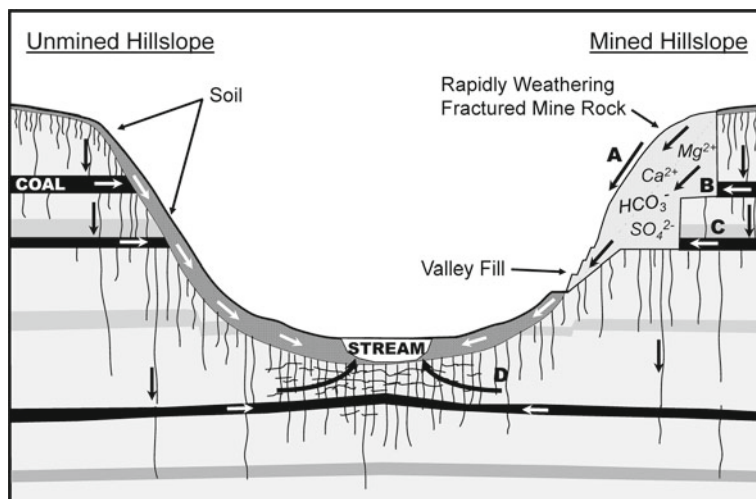 Unmined Hillslope
Mined Hillslope
Soil
Rapidly Weathering
Fractured Mine Rock
A
Mg²⁺
Ca²⁺
COAL
B
HCO₃⁻
SO₄²⁻
C
Valley Fill
STREAM
D